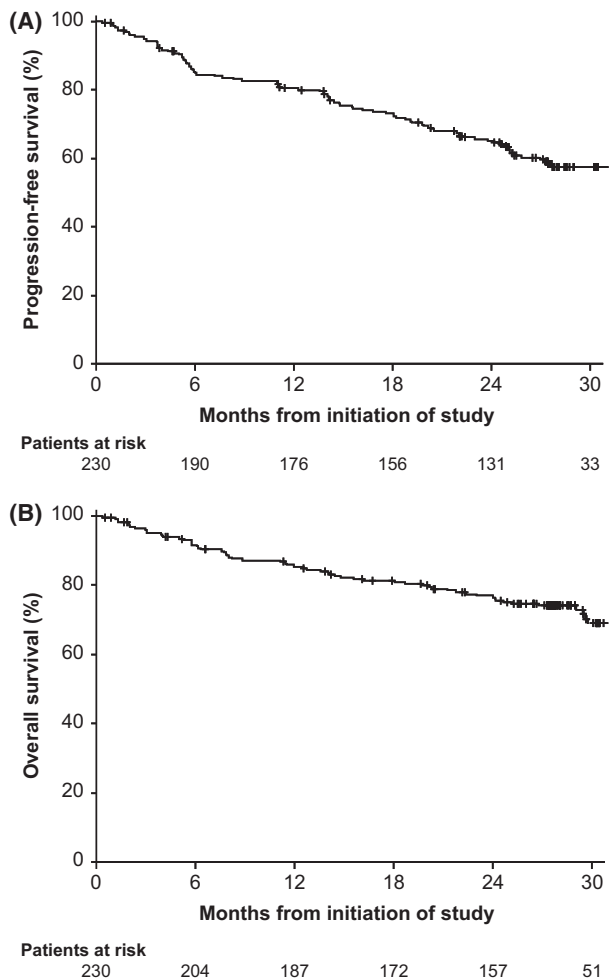 (A)
100
80
60
40
20
0
Progression-free survival (%)
0 6 12 18 24 30
Months from initiation of study
Patients at risk
230 190 176 156 131 33
(B)
100
80
60
40
20
0
Overall survival (%)
0 6 12 18 24 30
Months from initiation of study
Patients at risk
230 204 187 172 157 51